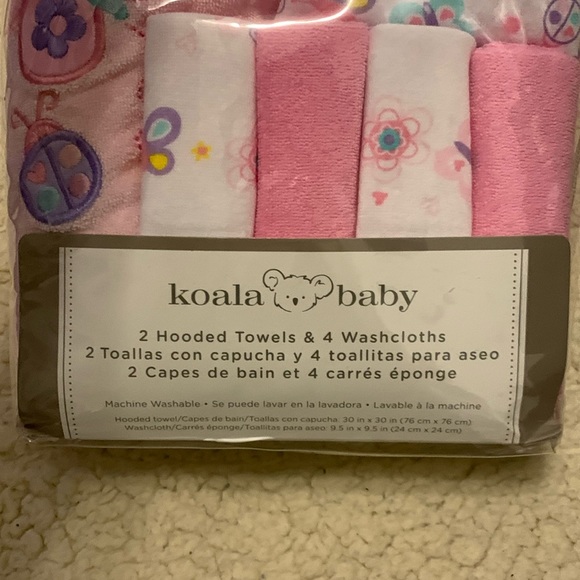 koala baby
2 Hooded Towels & 4 Washcloths
2 Toallas con capucha y 4 toallitas para aseo
2 Capes de bain et 4 carrés éponge
Machine Washable • Se puede lavar en la lavadora • Lavable à la machine
Hooded towel/Capes de bain/Toallas con capucha: 30 in x 30 in (76 cm x 76 cm)
Washcloth/Carrés éponge/Toallitas para aseo: 9.5 in x 9.5 in (24 cm x 24 cm)